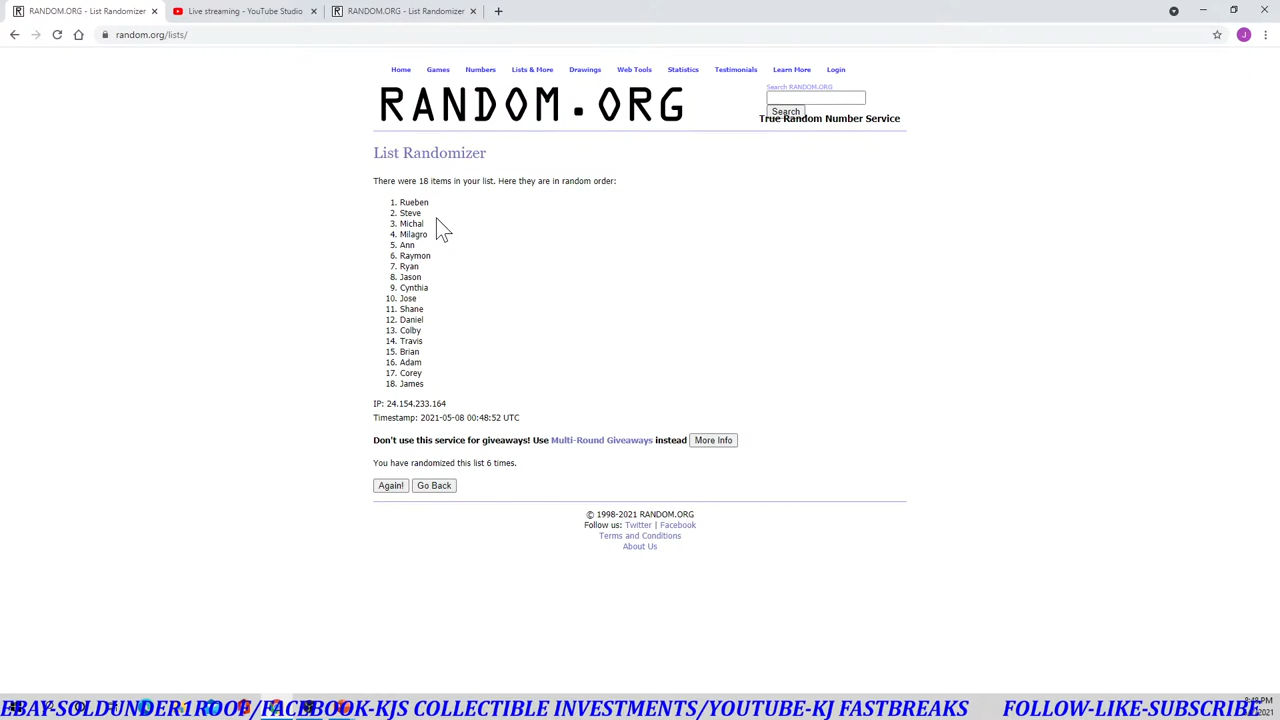 RANDOM.ORG - List Randomizer
Live streaming - YouTube Studio
RANDOM.ORG - List Randomizer
random.org/lists/
J
Home Games Numbers Lists & More Drawings Web Tools Statistics Testimonials Learn More Login
Search RANDOM.ORG
Search
RANDOM.ORG
True Random Number Service
List Randomizer
There were 18 items in your list. Here they are in random order:
1. Rueben
2. Steve
3. Michal
4. Milagro
5. Ann
6. Raymon
7. Ryan
8. Jason
9. Cynthia
10. Jose
11. Shane
12. Daniel
13. Colby
14. Travis
15. Brian
16. Adam
17. Corey
18. James
IP: 24.154.233.164
Timestamp: 2021-05-08 00:48:52 UTC
Don't use this service for giveaways! Use Multi-Round Giveaways instead More Info
You have randomized this list 6 times.
Again! Go Back
© 1998-2021 RANDOM.ORG
Follow us: Twitter | Facebook
Terms and Conditions
About Us
EBAY-SOLDUNDER1ROOF/FACEBOOK-KJS COLLECTIBLE INVESTMENTS/YOUTUBE-KJ FASTBREAKS FOLLOW-LIKE-SUBSCRIBE